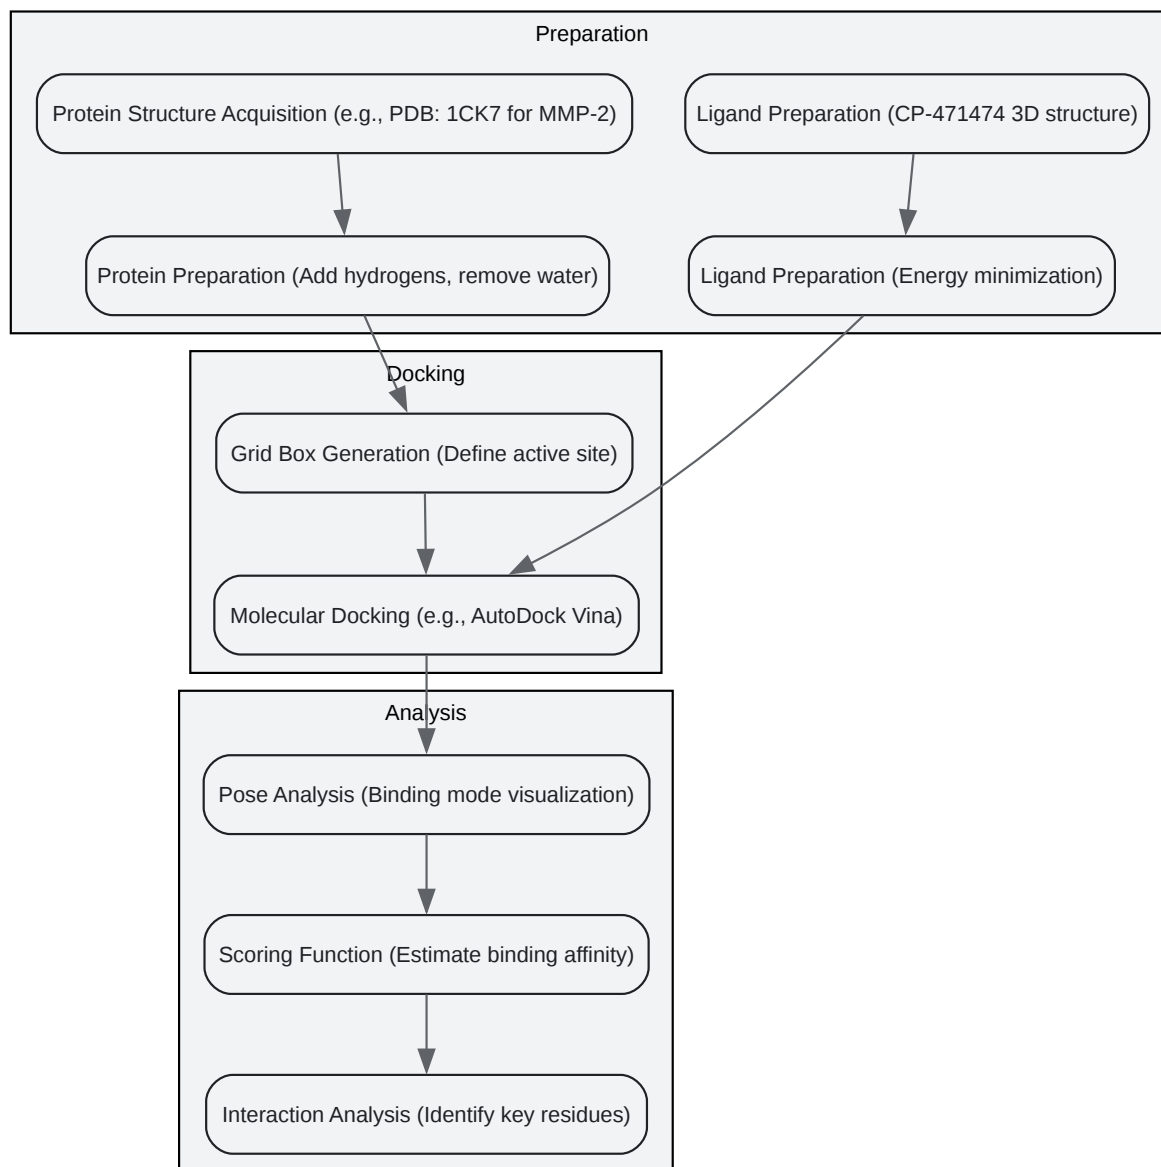 Preparation
Protein Structure Acquisition (e.g., PDB: 1CK7 for MMP-2)
Ligand Preparation (CP-471474 3D structure)
Protein Preparation (Add hydrogens, remove water)
Ligand Preparation (Energy minimization)
Docking
Grid Box Generation (Define active site)
Molecular Docking (e.g., AutoDock Vina)
Analysis
Pose Analysis (Binding mode visualization)
Scoring Function (Estimate binding affinity)
Interaction Analysis (Identify key residues)